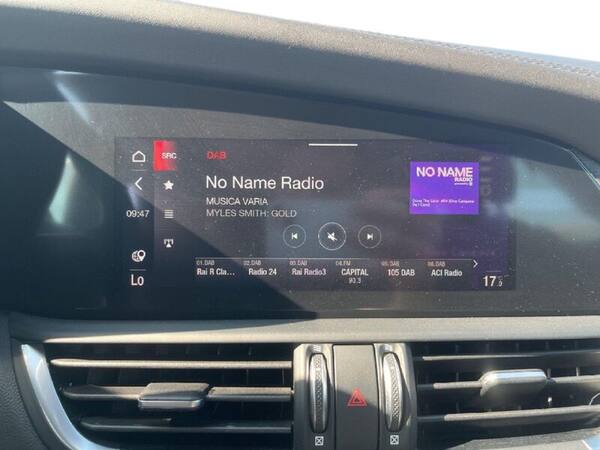 SRC
DAB
NO NAME
RADIO
No Name Radio
MUSICA VARIA
MYLES SMITH: GOLD
09:47
01.DAB 02.DAB 03.DAB 04.FM 05.DAB 06.DAB
Rai R Cla... Radio 24 Rai Radio3 CAPITAL 105 DAB ACI Radio
93.3
Lo
17